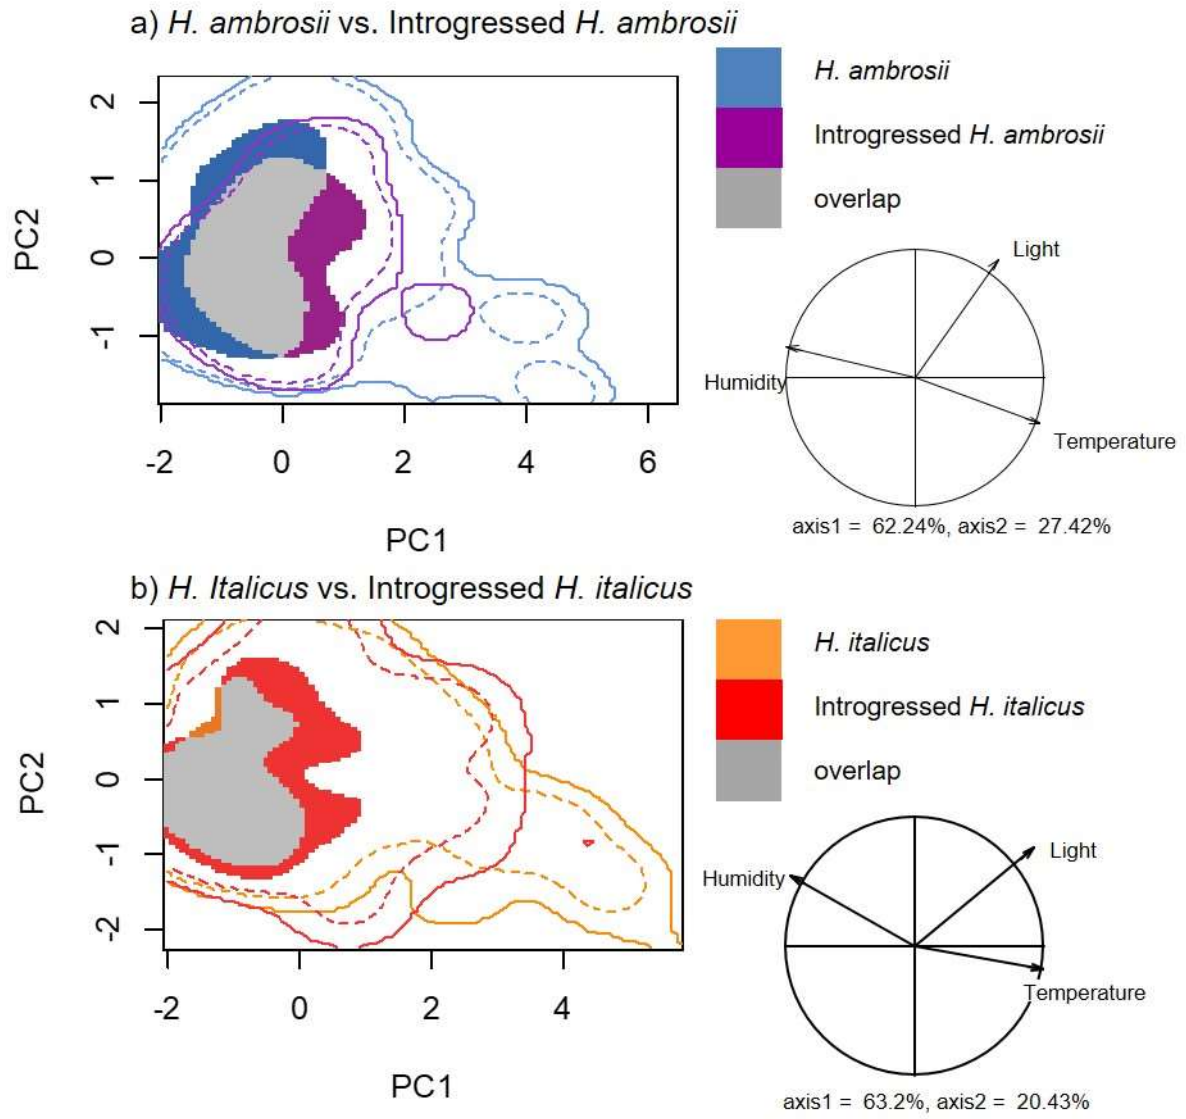 a) H. ambrosii vs. Introgressed H. ambrosii
H. ambrosii
Introgressed H. ambrosii
overlap
PC2
2
1
0
-1
-2 0 2 4 6
PC1
Light
Humidity
Temperature
axis1 = 62.24%, axis2 = 27.42%
b) H. Italicus vs. Introgressed H. italicus
H. italicus
Introgressed H. italicus
overlap
PC2
2
1
0
-1
-2
-2 0 2 4
PC1
Light
Humidity
Temperature
axis1 = 63.2%, axis2 = 20.43%